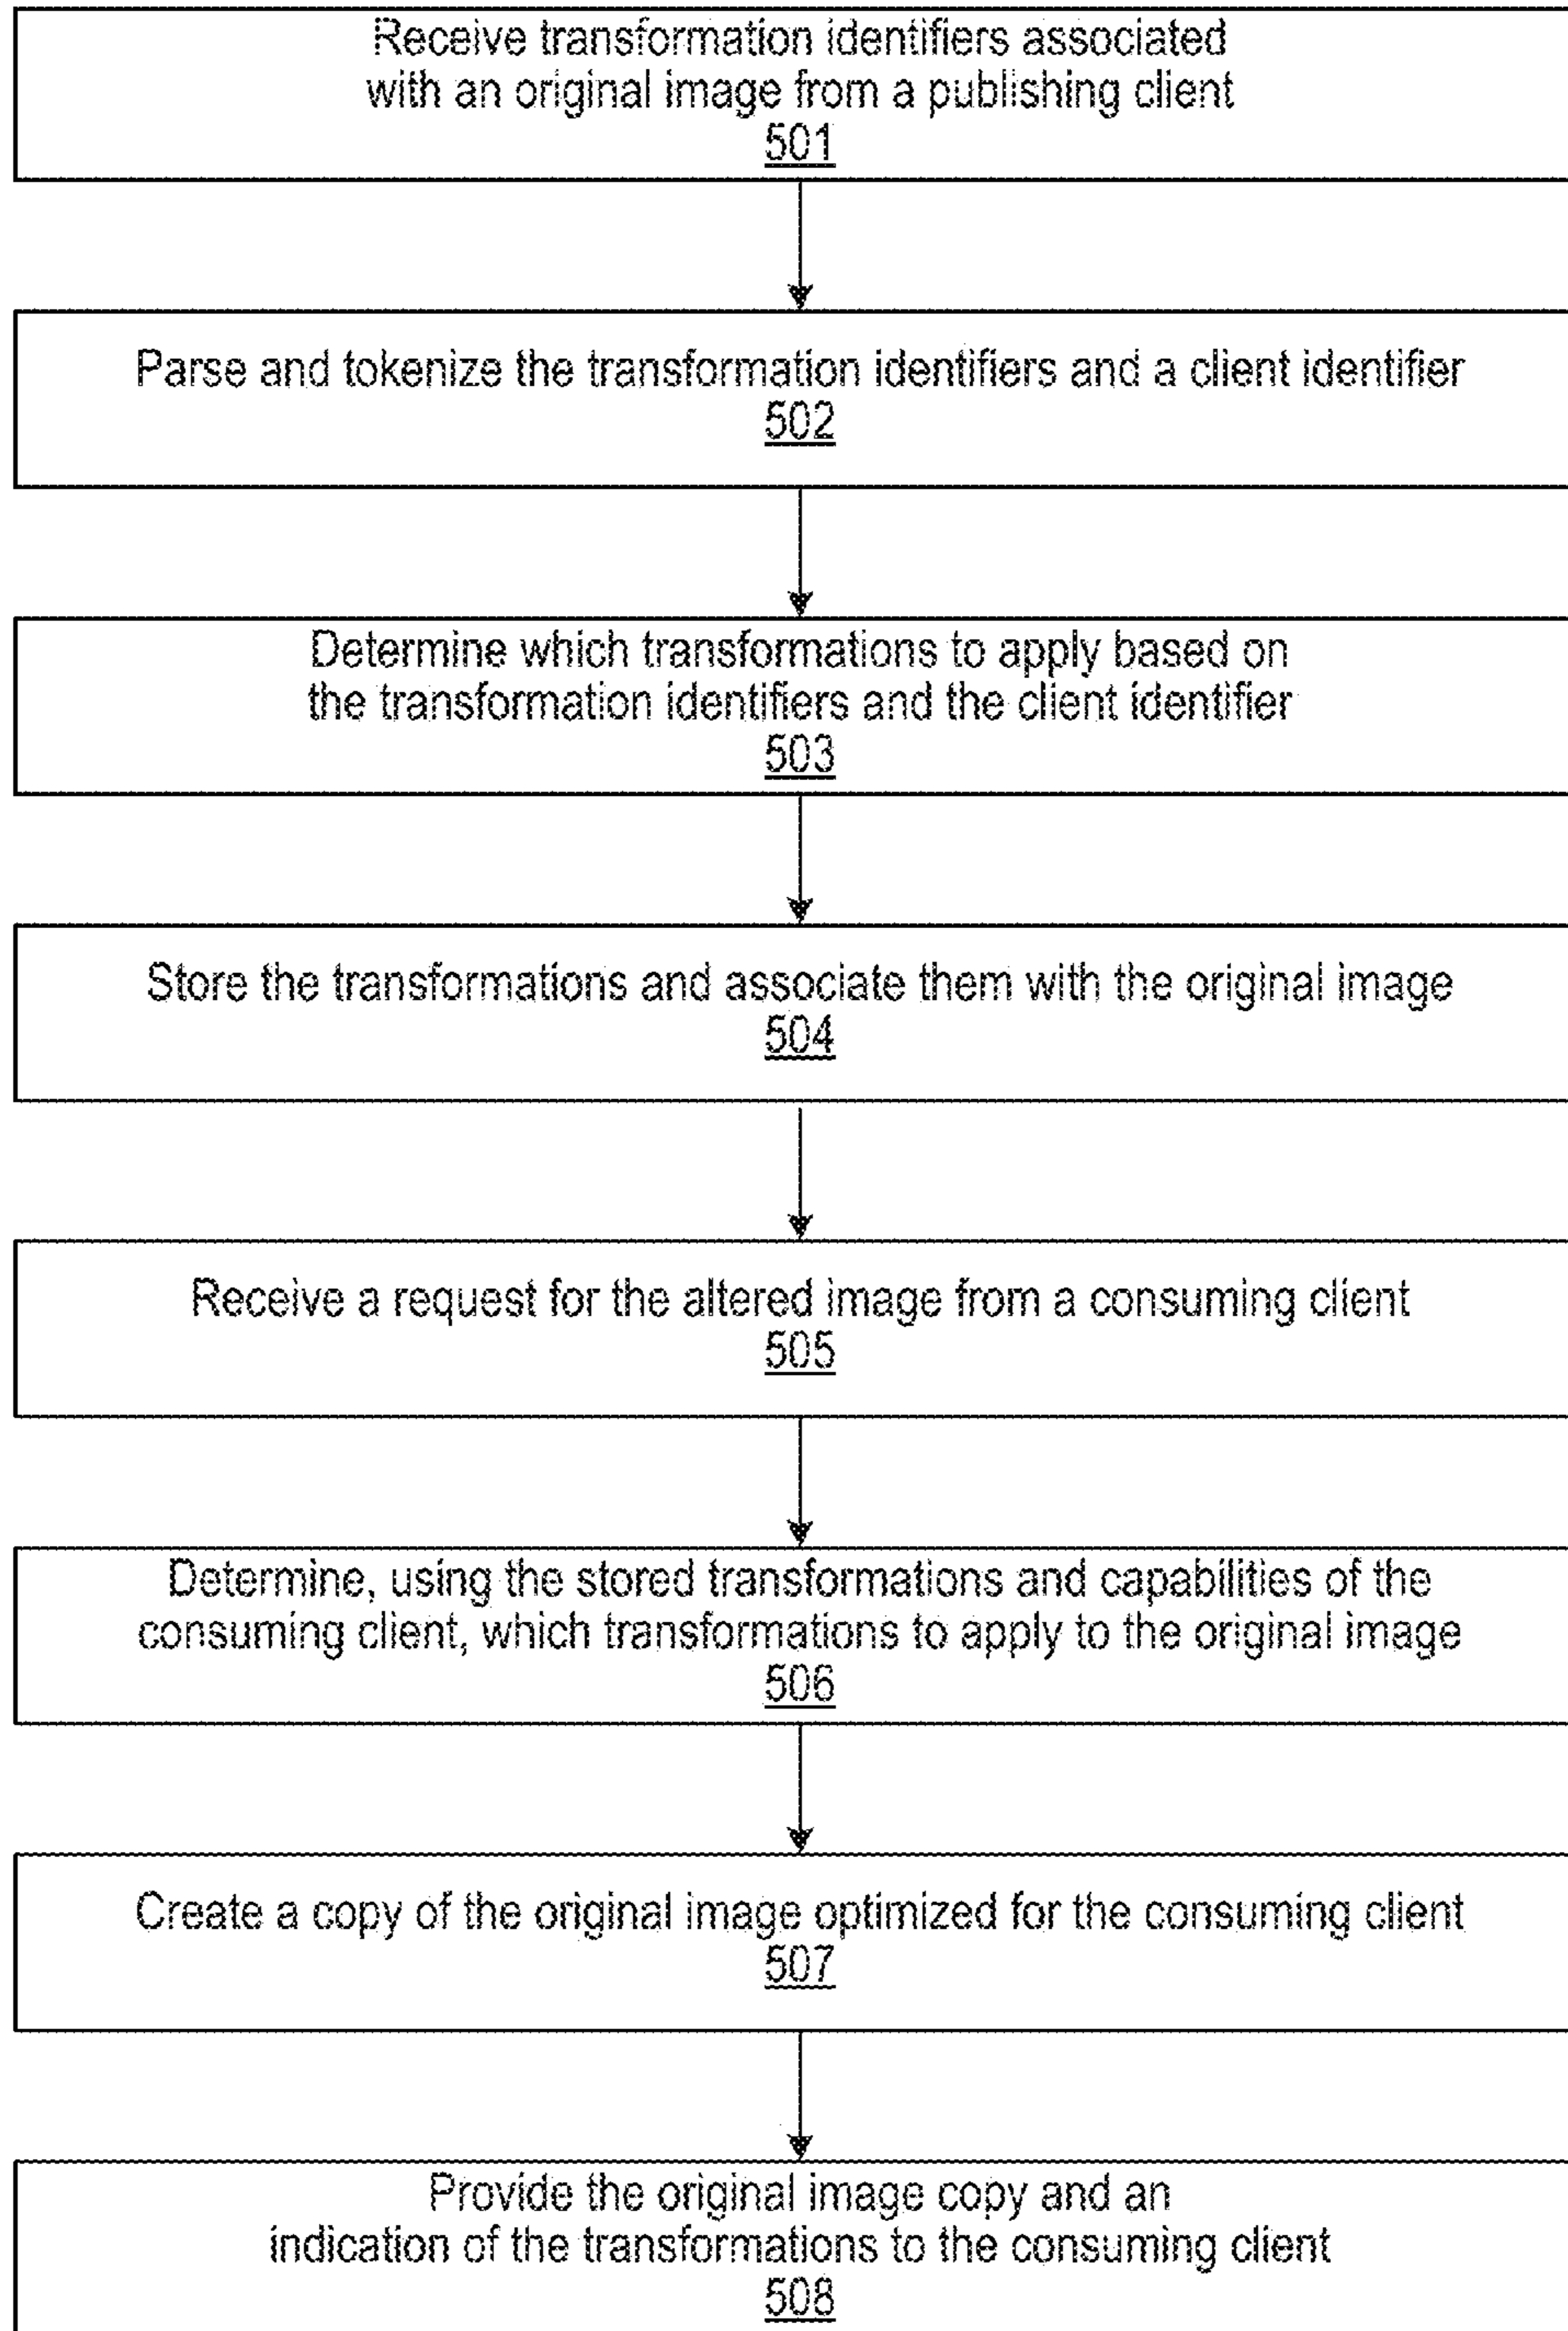 Receive transformation identifiers associated
with an original image from a publishing client
501
Parse and tokenize the transformation identifiers and a client identifier
502
Determine which transformations to apply based on
the transformation identifiers and the client identifier
503
Store the transformations and associate them with the original image
504
Receive a request for the altered image from a consuming client
505
Determine, using the stored transformations and capabilities of the
consuming client, which transformations to apply to the original image
506
Create a copy of the original image optimized for the consuming client
507
Provide the original image copy and an
indication of the transformations to the consuming client
508